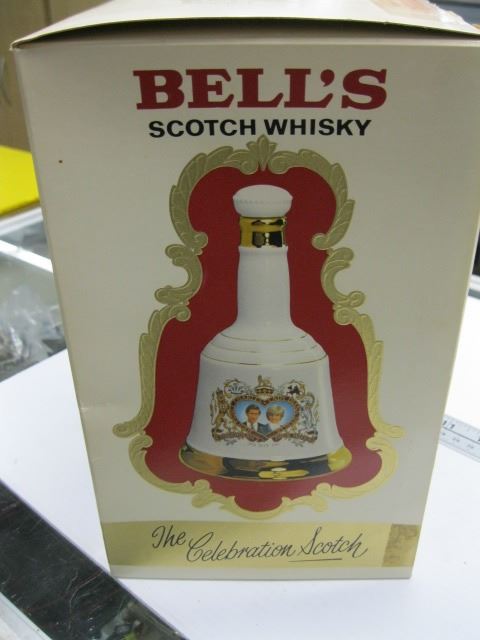 BELL'S
SCOTCH WHISKY
The Celebration Scotch